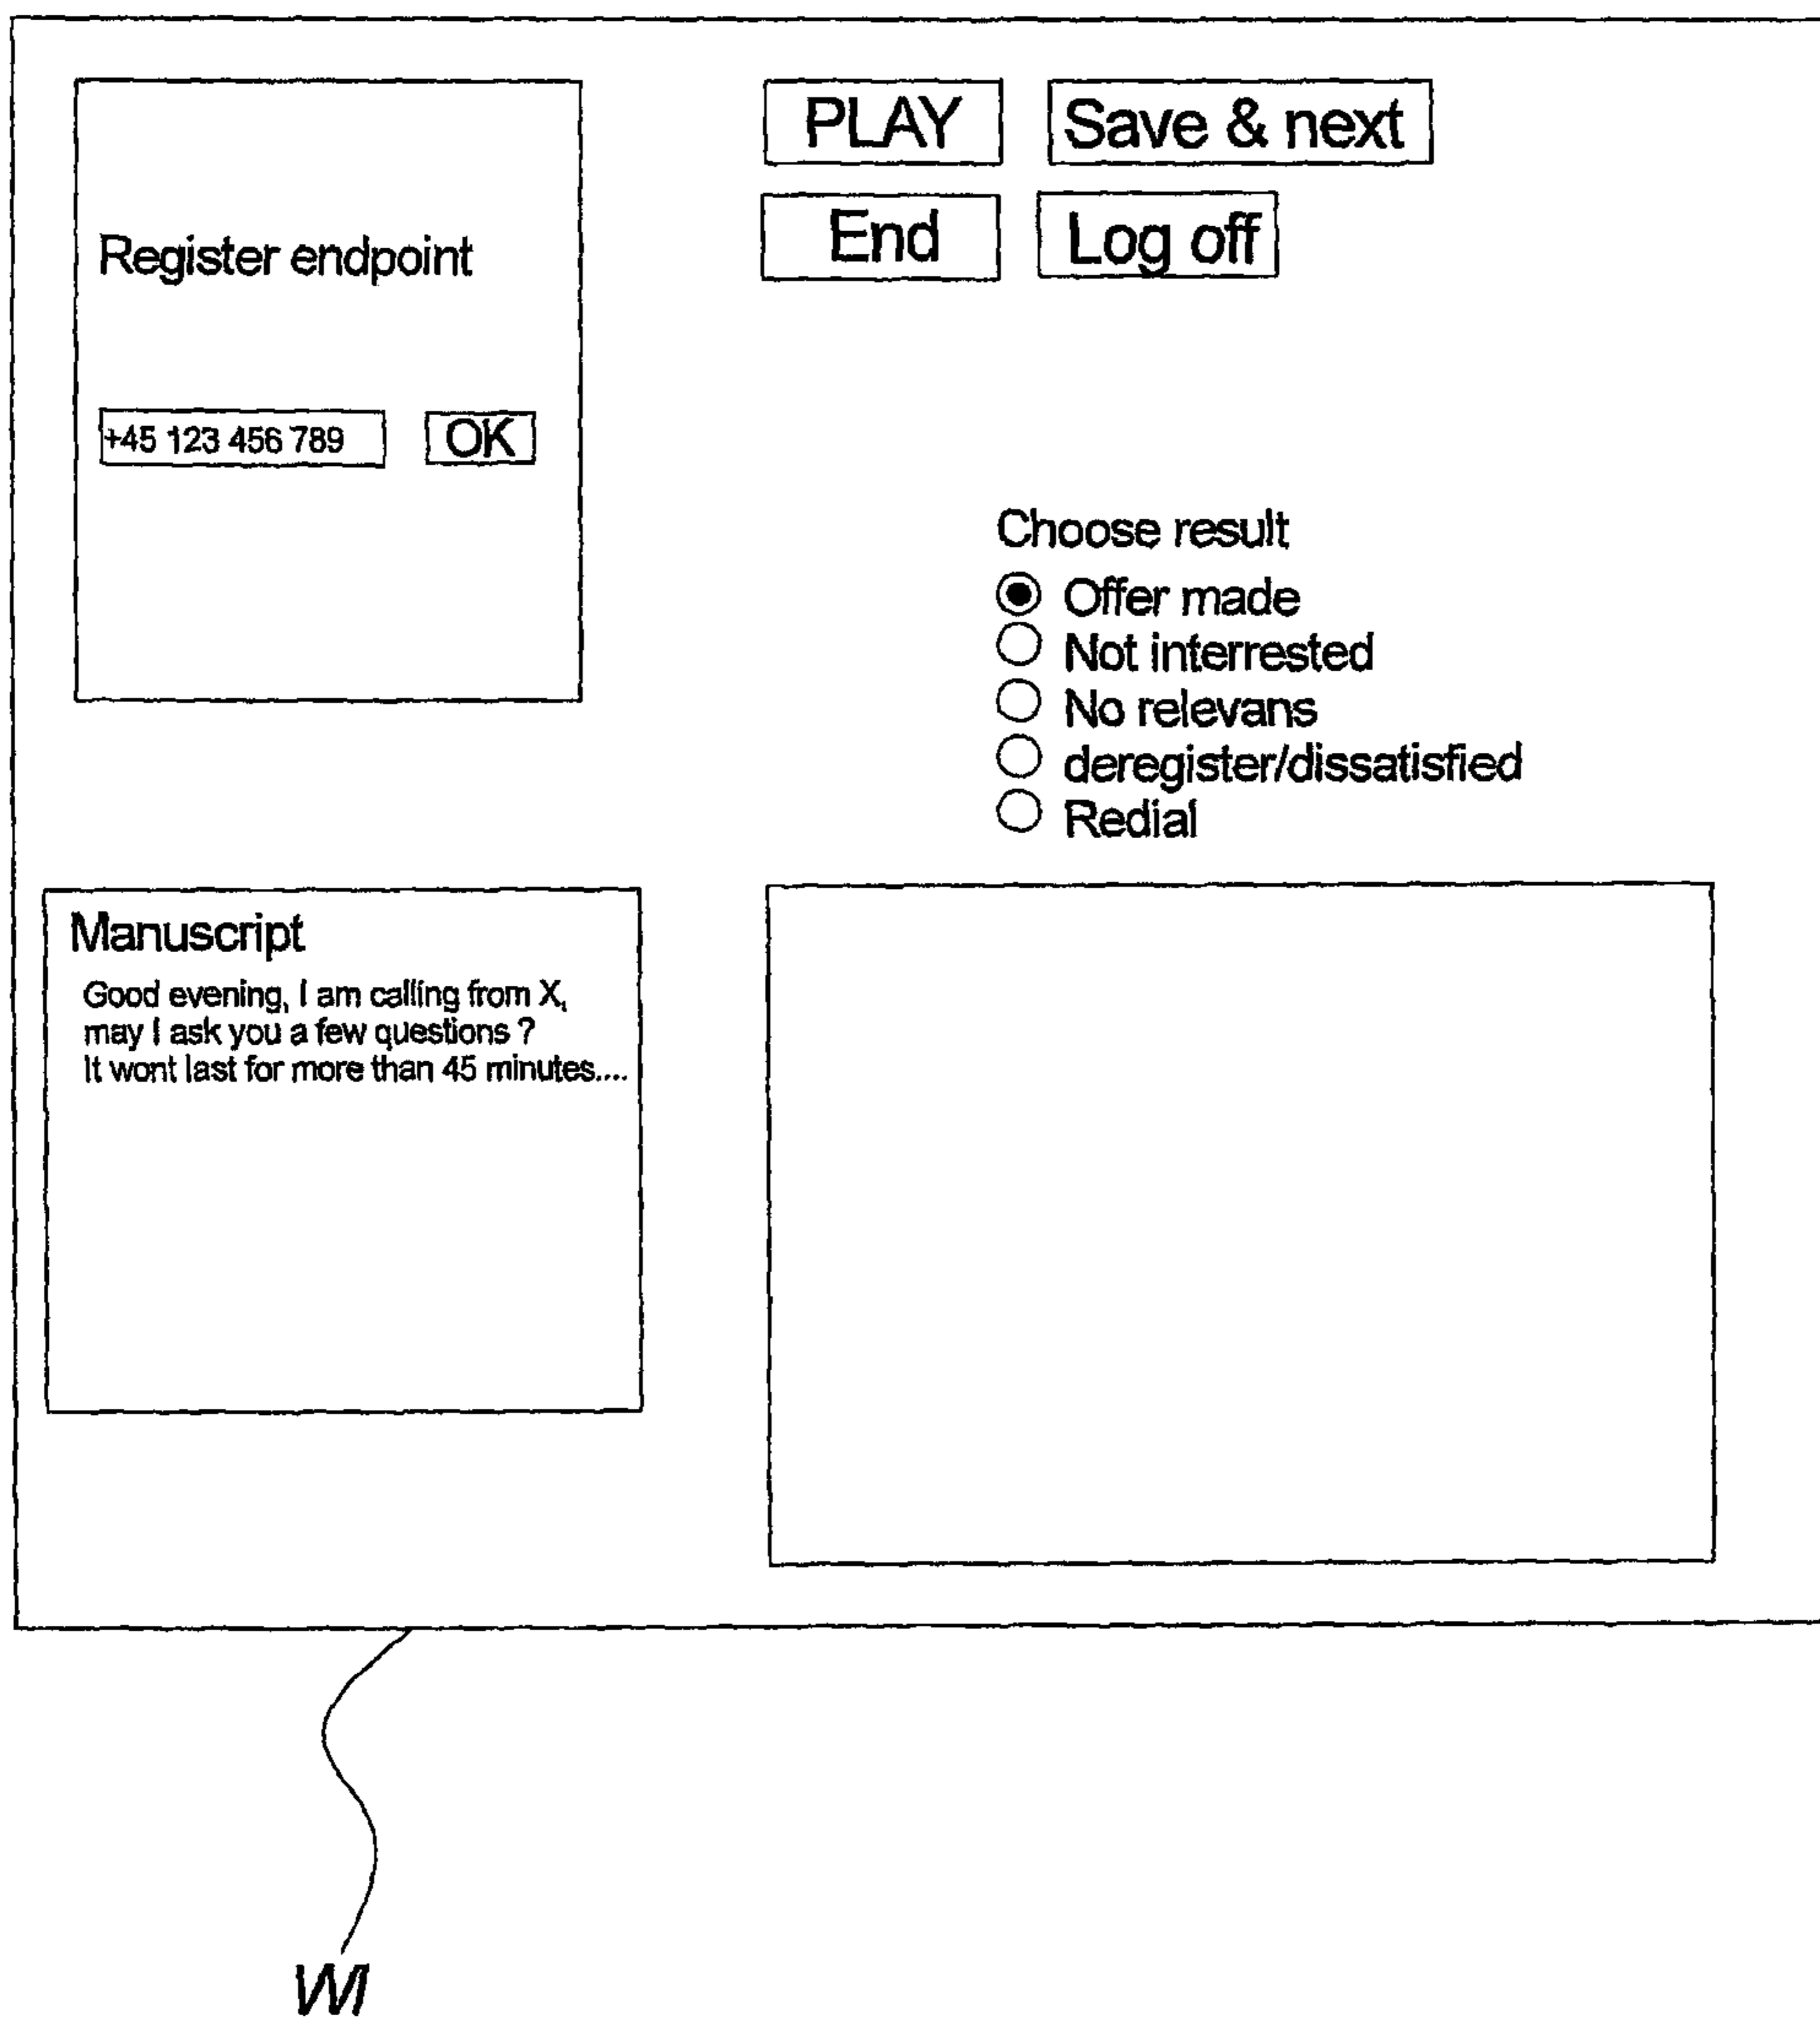 Register endpoint
+45 123 456 789 OK
PLAY Save & next
End Log off
Choose result
Offer made
Not interrested
No relevans
deregister/dissatisfied
Redial
Manuscript
Good evening, I am calling from X,
may I ask you a few questions ?
It wont last for more than 45 minutes....
WI